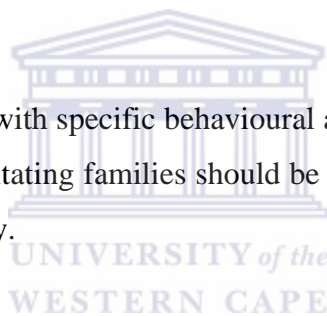 with specific behavioural a
tating families should be
y.
UNIVERSITY of the
WESTERN CAPE